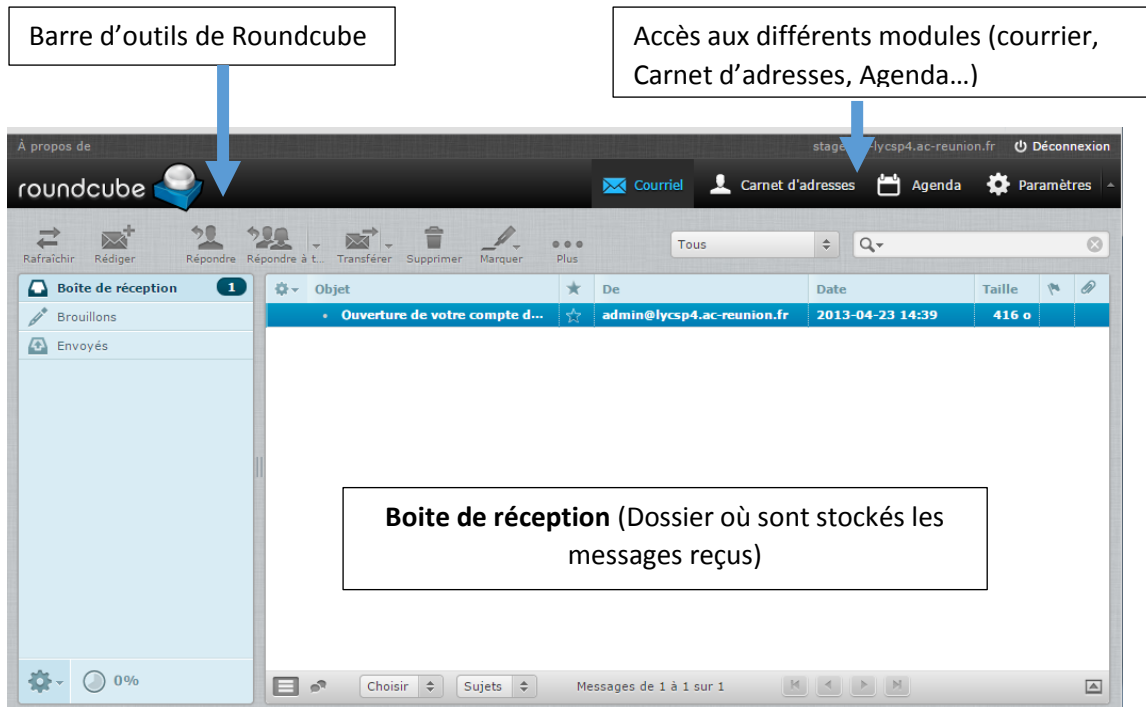 Barre d'outils de Roundcube
Accès aux différents modules (courrier,
Carnet d'adresses, Agenda…)
À propos de
lycsp4.ac-reunion.fr Déconnexion
roundcube
Courriel Carnet d'adresses Agenda Paramètres
Rafraîchir Rédiger Répondre Répondre à t... Transférer Supprimer Marquer Plus
Tous
Boîte de réception 1
Brouillons
Envoyés
Objet De Date Taille
Ouverture de votre compte d... admin@lycsp4.ac-reunion.fr 2013-04-23 14:39 416 o
Boite de réception (Dossier où sont stockés les
messages reçus)
0%
Choisir Sujets Messages de 1 à 1 sur 1